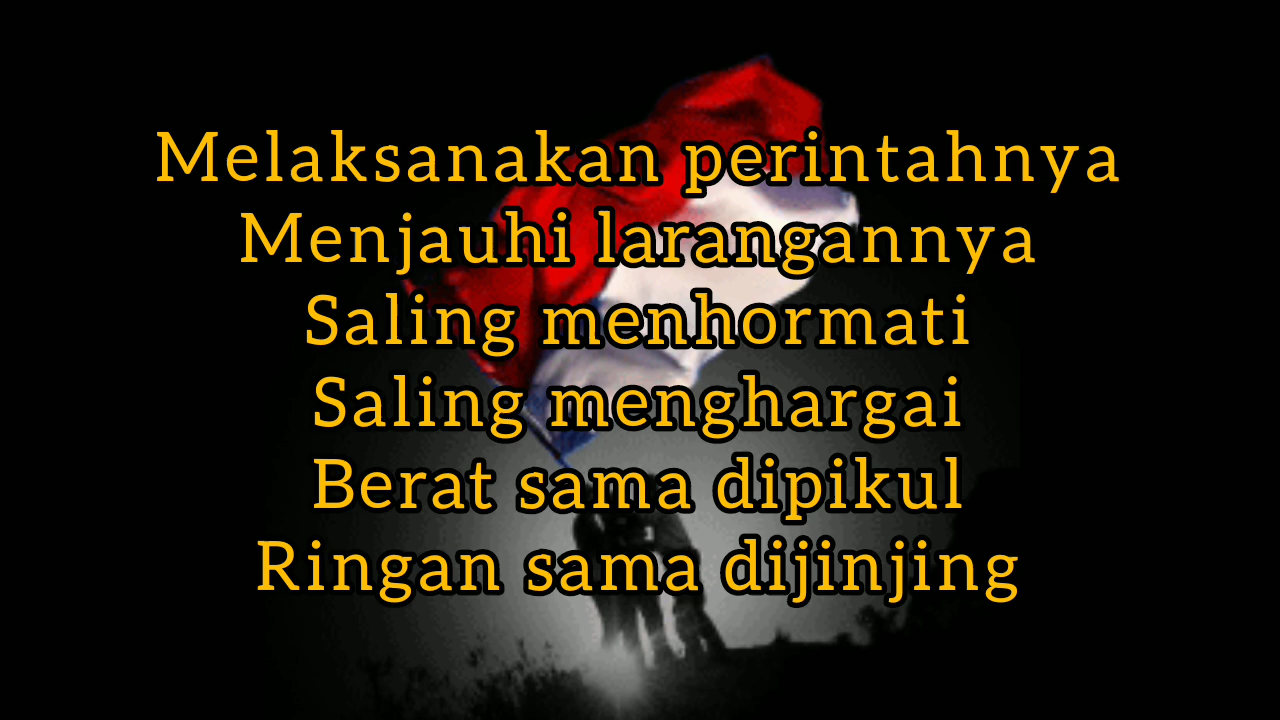 Melaksanakan perintahnya
Menjauhi larangannya
Saling menhormati
Saling menghargai
Berat sama dipikul
Ringan sama dijinjing